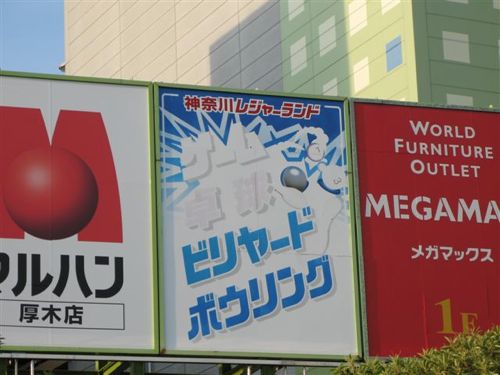 マルハン
厚木店
神奈川レジャーランド
ゲーム
卓球
ビリヤード
ボウリング
WORLD
FURNITURE
OUTLET
MEGAMA
メガマックス
1F